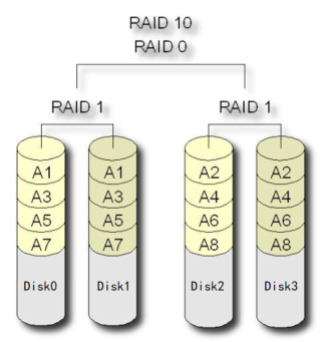 RAID 10
RAID 0
RAID 1 RAID 1
A1 A1 A2 A2
A3 A3 A4 A4
A5 A5 A6 A6
A7 A7 A8 A8
Disk0 Disk1 Disk2 Disk3